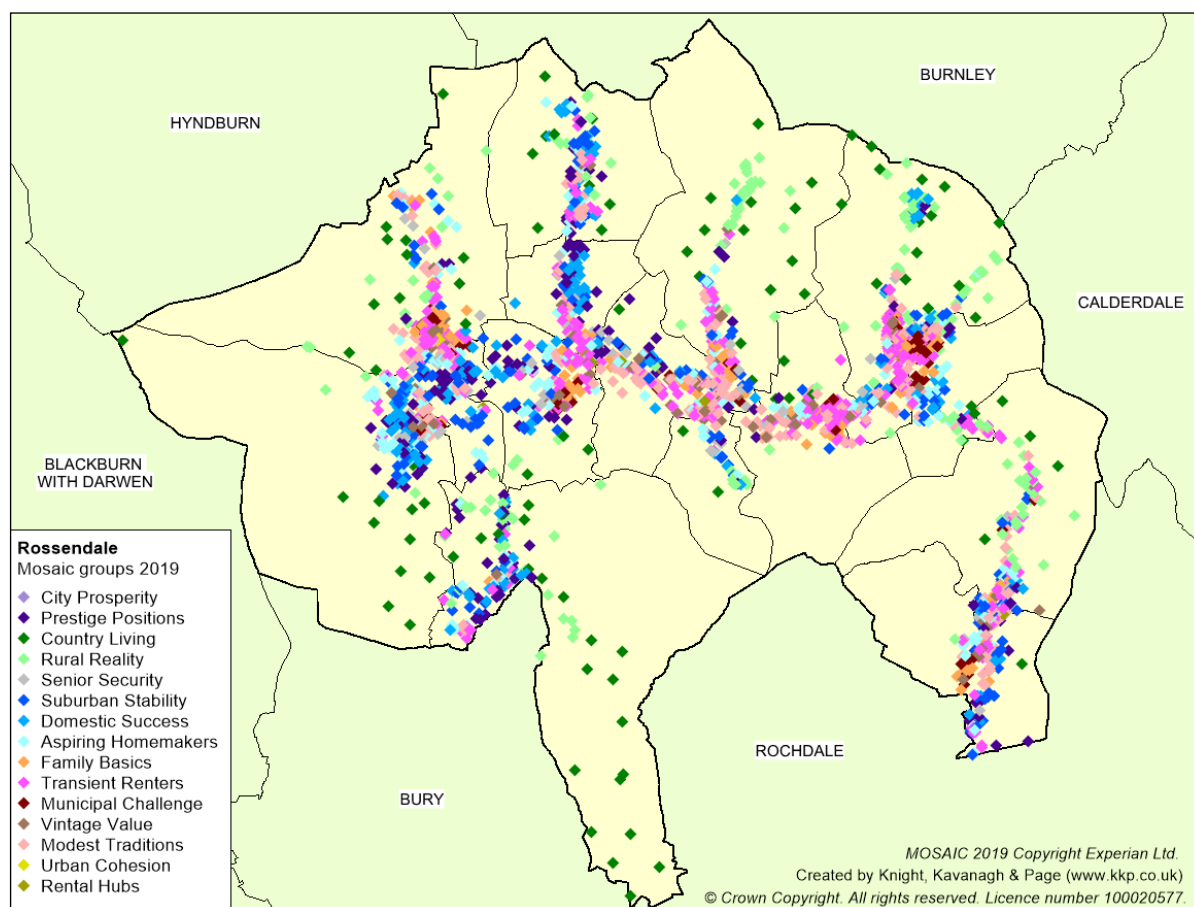 BURNLEY
HYNDBURN
CALDERDALE
BLACKBURN
WITH DARWEN
Rossendale
Mosaic groups 2019
City Prosperity
Prestige Positions
Country Living
Rural Reality
Senior Security
Suburban Stability
Domestic Success
Aspiring Homemakers
Family Basics
Transient Renters
Municipal Challenge
Vintage Value
Modest Traditions
Urban Cohesion
Rental Hubs
ROCHDALE
BURY
MOSAIC 2019 Copyright Experian Ltd.
Created by Knight, Kavanagh & Page (www.kkp.co.uk)
© Crown Copyright. All rights reserved. Licence number 100020577.